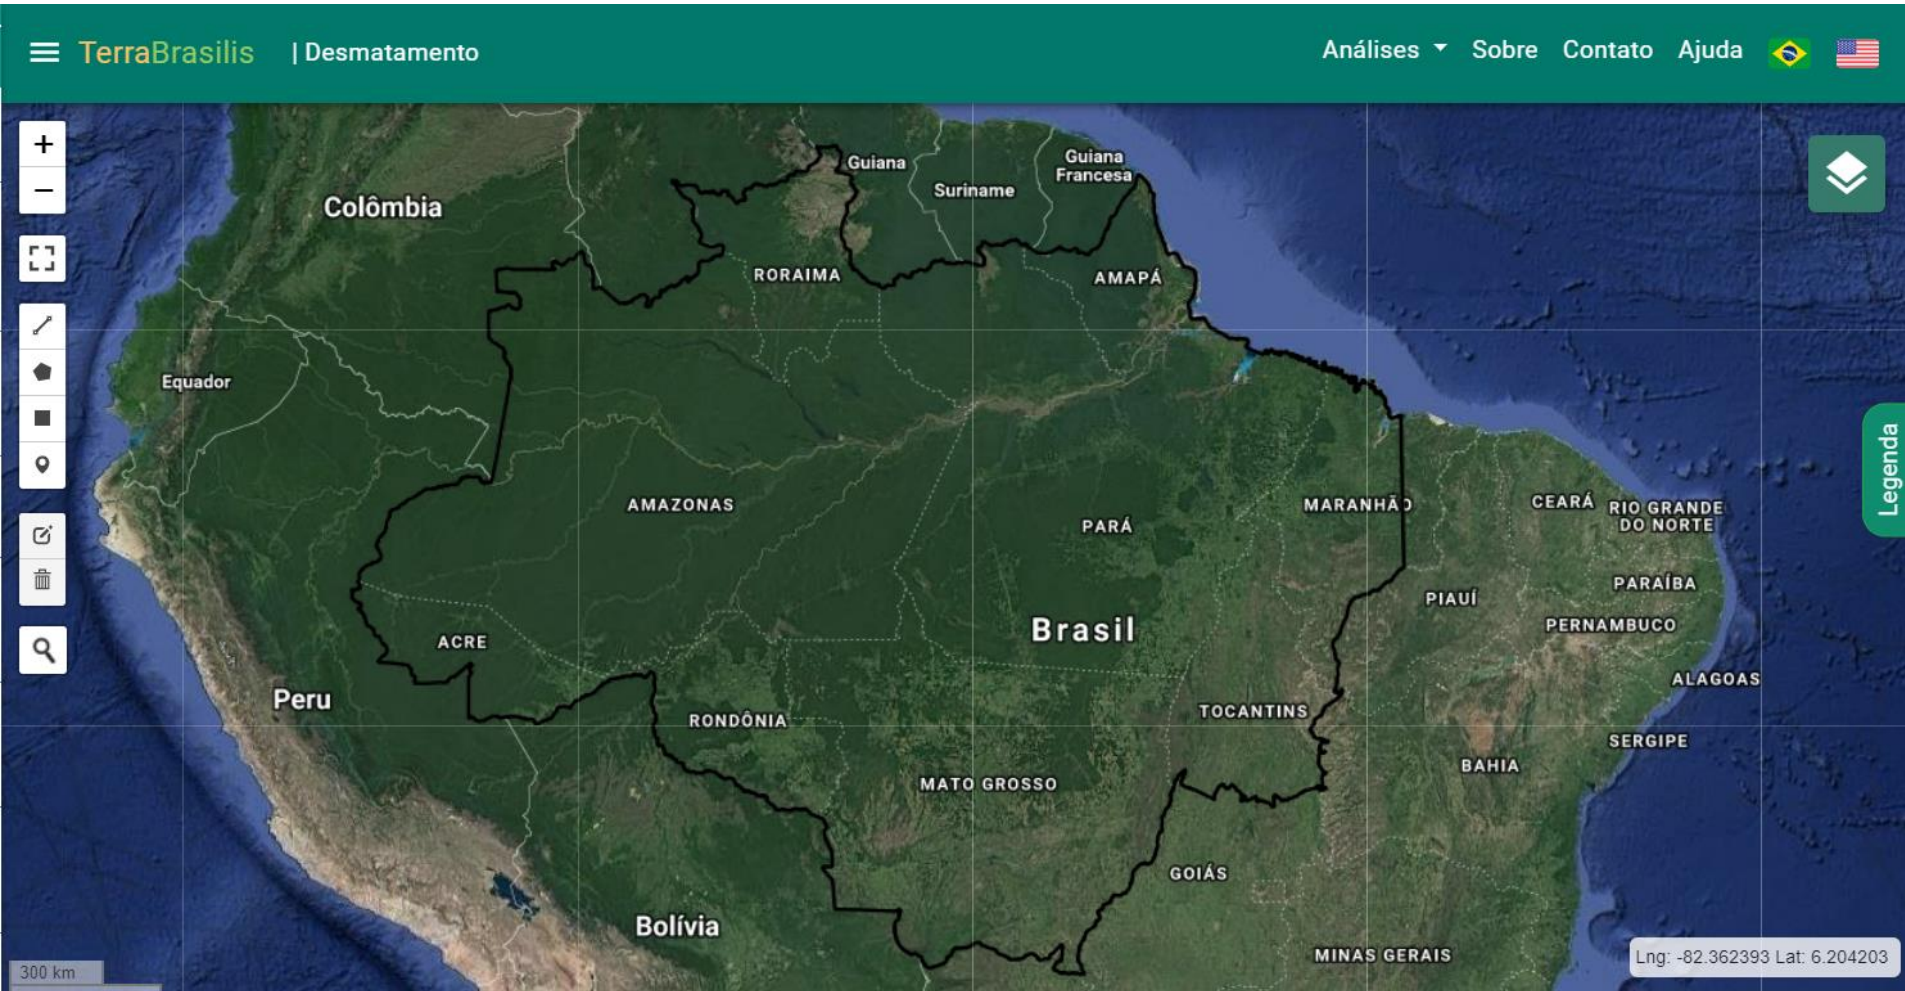 TerraBrasilis | Desmatamento
Análises Sobre Contato Ajuda
+
−
Guiana
Guiana
Francesa
Suriname
Colômbia
RORAIMA
AMAPÁ
Equador
AMAZONAS
PARÁ
MARANHÃO
CEARÁ
RIO GRANDE
DO NORTE
Legenda
PARAÍBA
PIAUÍ
PERNAMBUCO
Brasil
ACRE
ALAGOAS
Peru
RONDÔNIA
TOCANTINS
SERGIPE
BAHIA
MATO GROSSO
GOIÁS
Bolívia
MINAS GERAIS
Lng: -82.362393 Lat: 6.204203
300 km